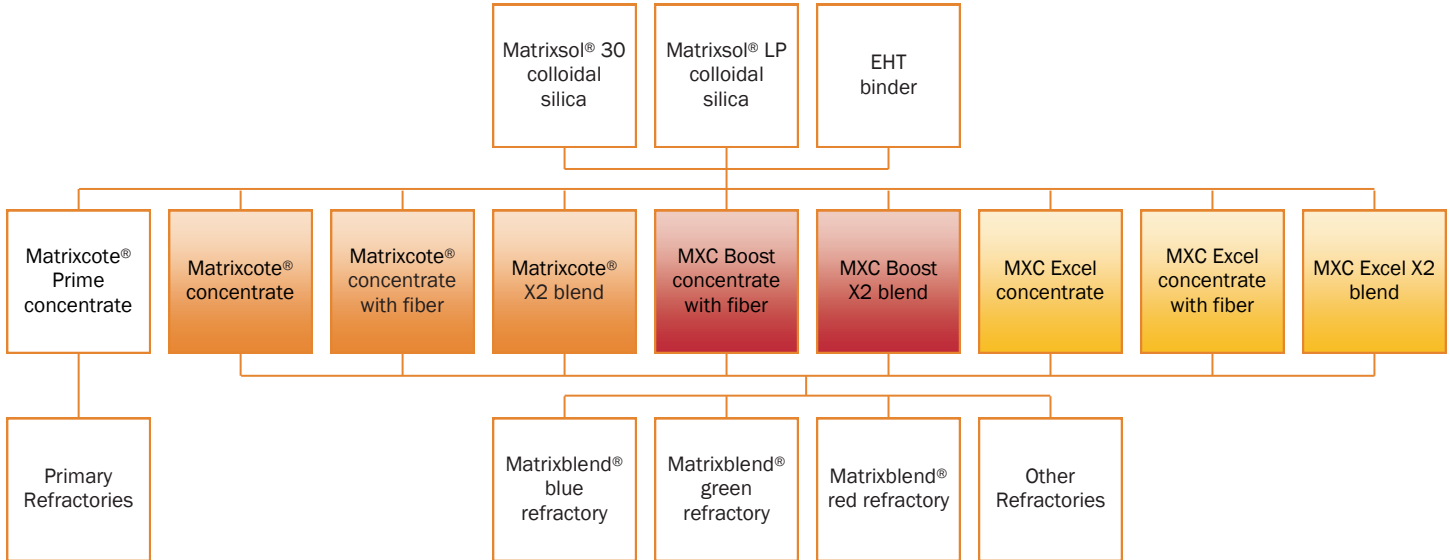 Matrixsol® 30
colloidal
silica
Matrixsol® LP
colloidal
silica
EHT
binder
Matrixcote®
Prime
concentrate
Matrixcote®
concentrate
Matrixcote®
concentrate
with fiber
Matrixcote®
X2 blend
MXC Boost
concentrate
with fiber
MXC Boost
X2 blend
MXC Excel
concentrate
MXC Excel
concentrate
with fiber
MXC Excel X2
blend
Primary
Refractories
Matrixblend®
blue
refractory
Matrixblend®
green
refractory
Matrixblend®
red refractory
Other
Refractories